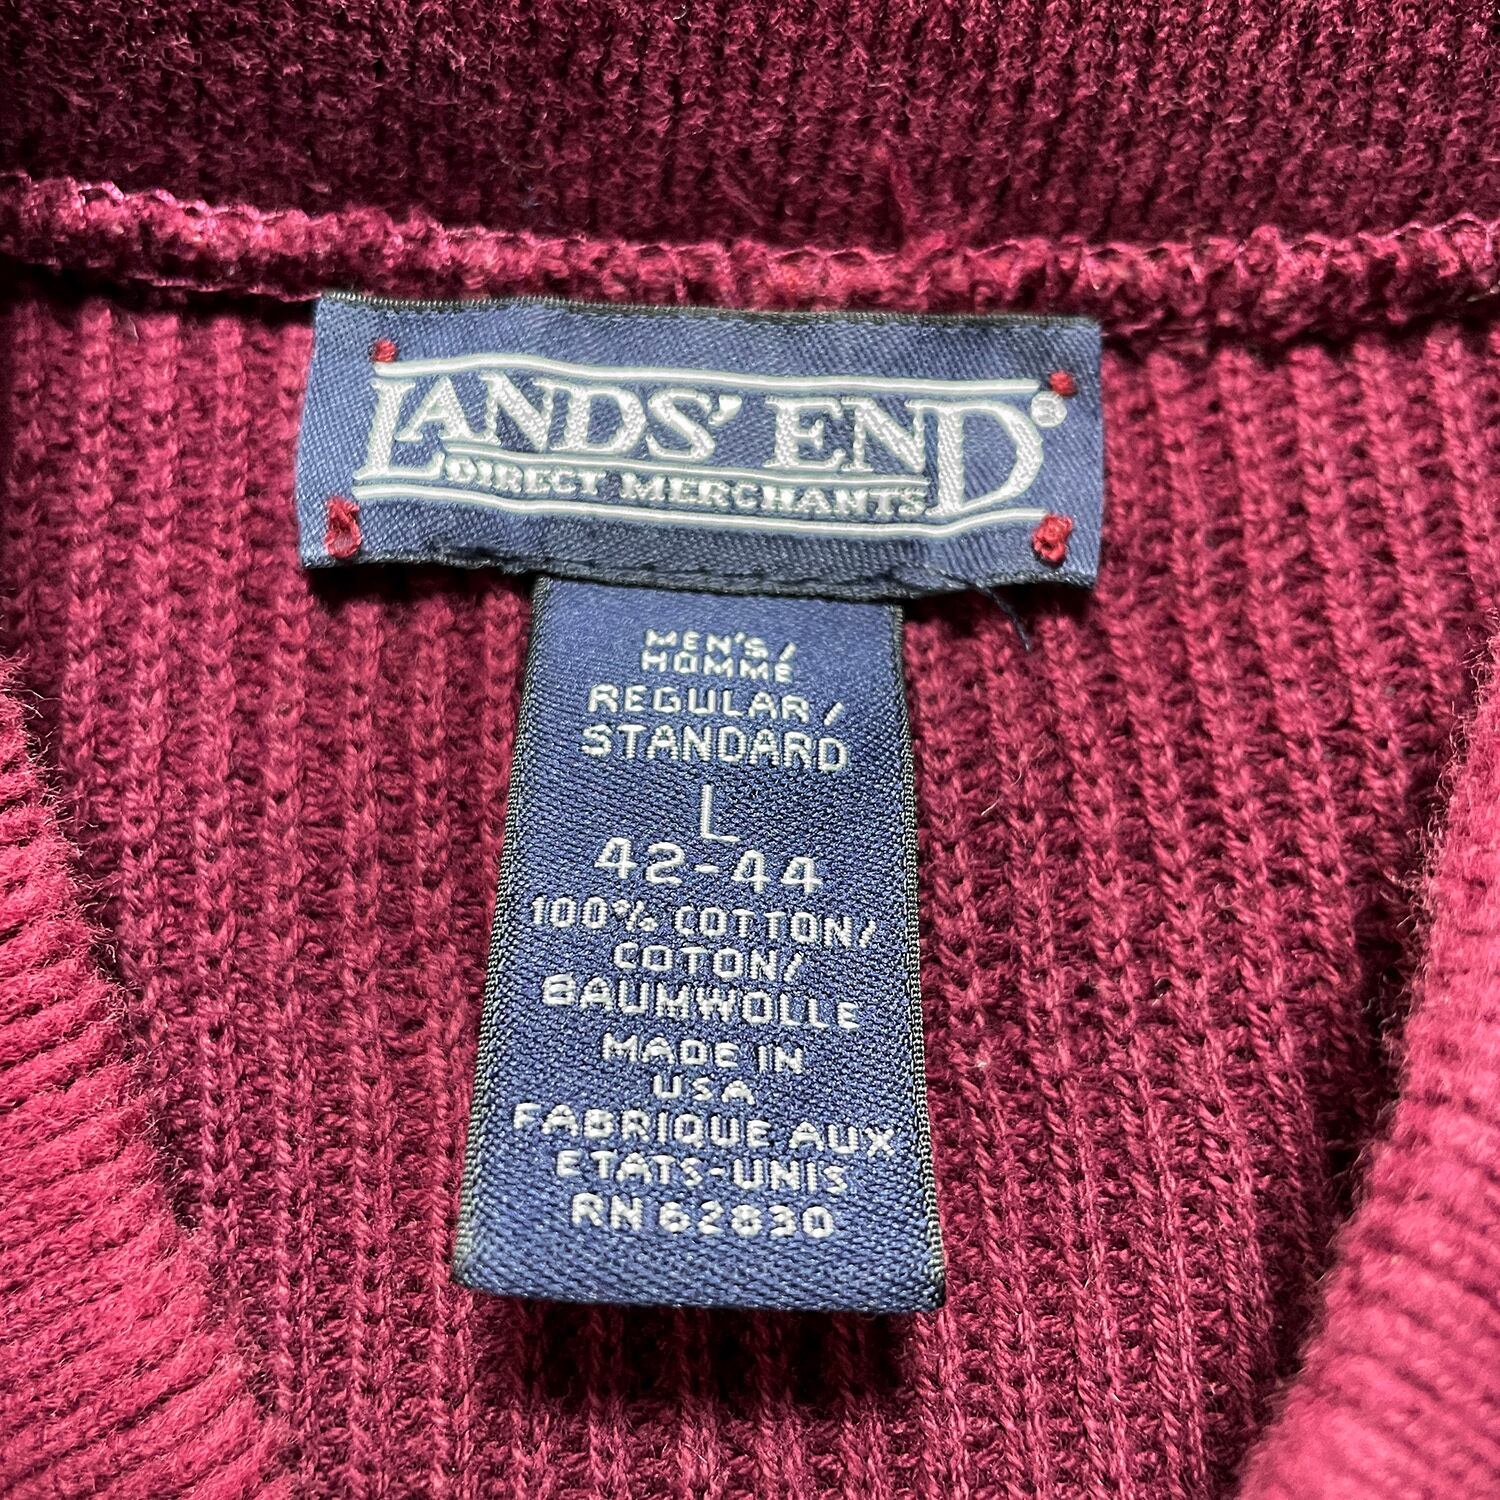 LANDS' END®
DIRECT MERCHANTS
MEN'S/
HOMME
REGULAR/
STANDARD
L
42-44
100% COTTON/
COTON/
BAUMWOLLE
MADE IN
USA
FABRIQUE AUX
ETATS-UNIS
RN 62830